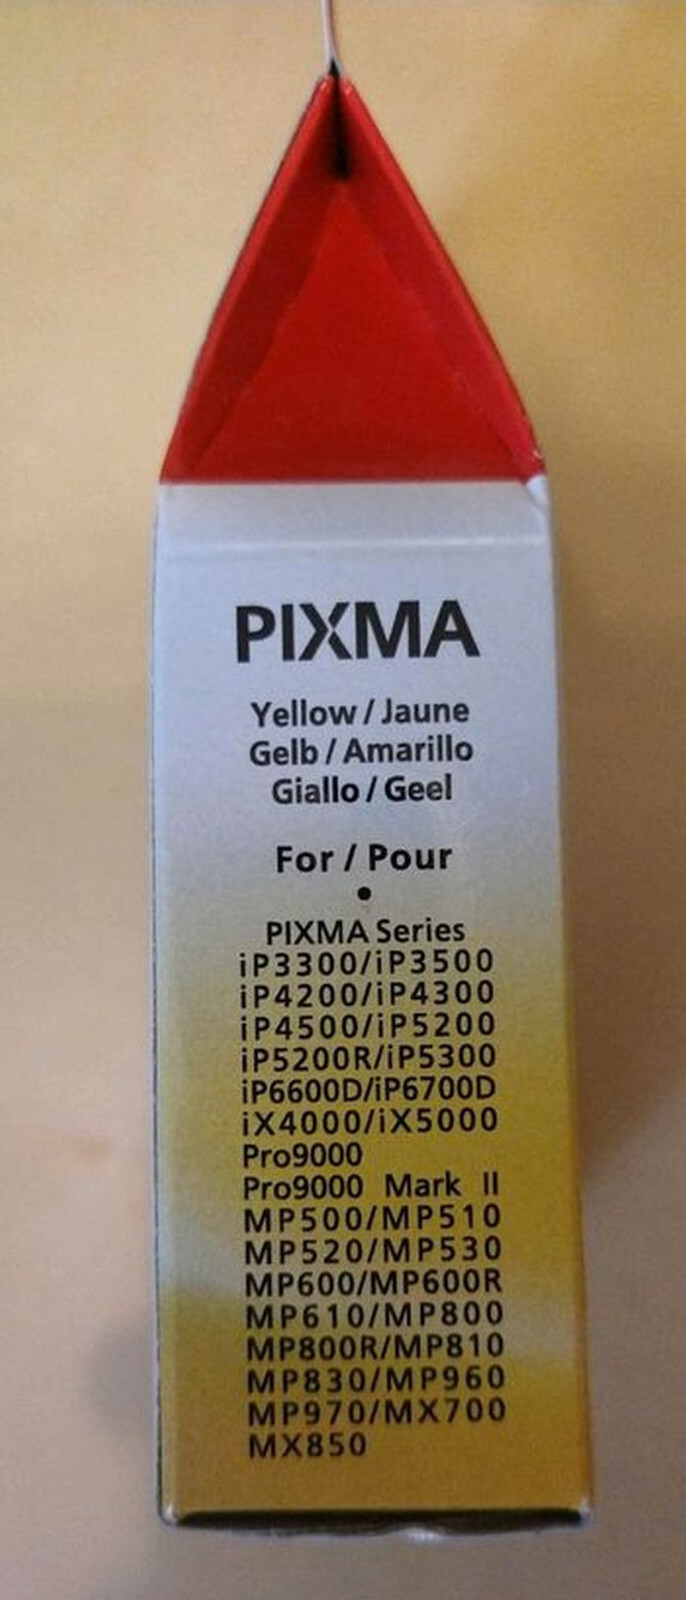 PIXMA
Yellow / Jaune
Gelb / Amarillo
Giallo / Geel
For / Pour
•
PIXMA Series
iP3300/iP3500
iP4200/iP4300
iP4500/iP5200
iP5200R/iP5300
iP6600D/iP6700D
iX4000/iX5000
Pro9000
Pro9000 Mark II
MP500/MP510
MP520/MP530
MP600/MP600R
MP610/MP800
MP800R/MP810
MP830/MP960
MP970/MX700
MX850